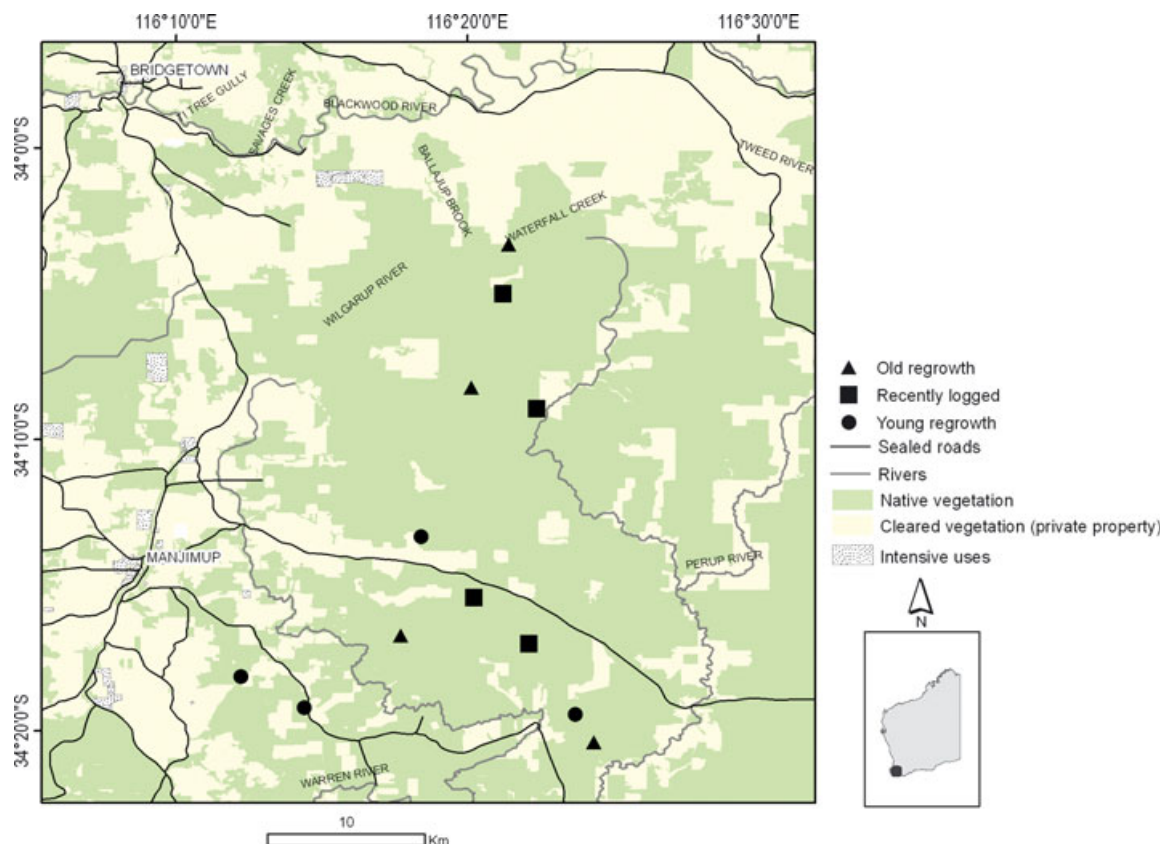 116°10'0"E
116°20'0"E
116°30'0"E
34°0'0"S
34°10'0"S
34°20'0"S
BRIDGETOWN
TI TREE GULLY
SAVAGES CREEK
BLACKWOOD RIVER
BALLAJUP BROOK
TWEED RIVER
WATERFALL CREEK
WILGARUP RIVER
MANJIMUP
PERUP RIVER
WARREN RIVER
Old regrowth
Recently logged
Young regrowth
Sealed roads
Rivers
Native vegetation
Cleared vegetation (private property)
Intensive uses
N
10
Km